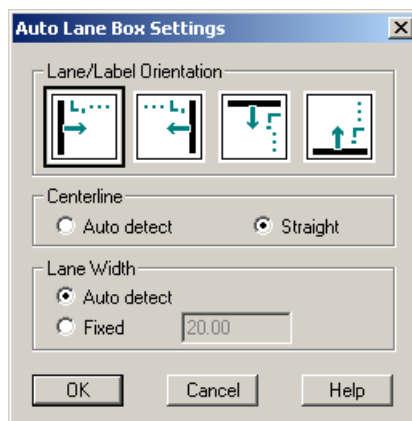 Auto Lane Box Settings
Lane/Label Orientation
Centerline
Auto detect Straight
Lane Width
Auto detect
Fixed 20.00
OK Cancel Help